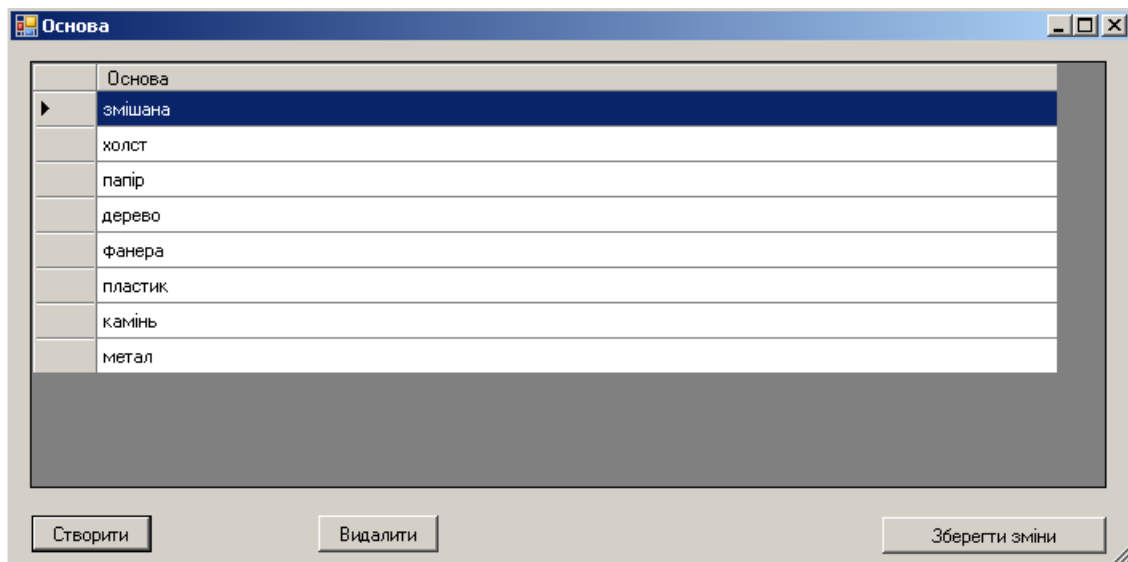 Основа
Основа
змішана
холст
папір
дерево
фанера
пластик
камінь
метал
Створити
Видалити
Зберегти зміни